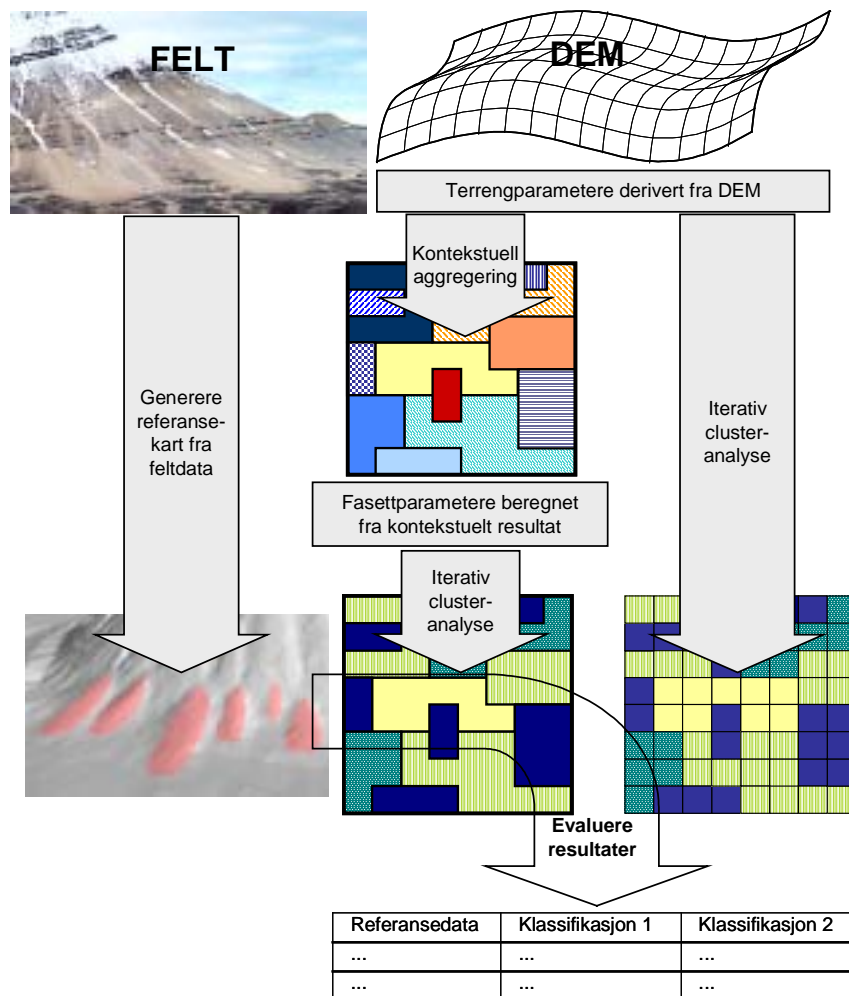 FELT
DEM
Terrengparametere derivert fra DEM
Kontekstuell
aggregering
Generere
referanse-
kart fra
feltdata
Iterativ
cluster-
analyse
Fasettparametere beregnet
fra kontekstuelt resultat
Iterativ
cluster-
analyse
Evaluere
resultater
Referansedata Klassifikasjon 1 Klassifikasjon 2
... ... ...
... ... ...